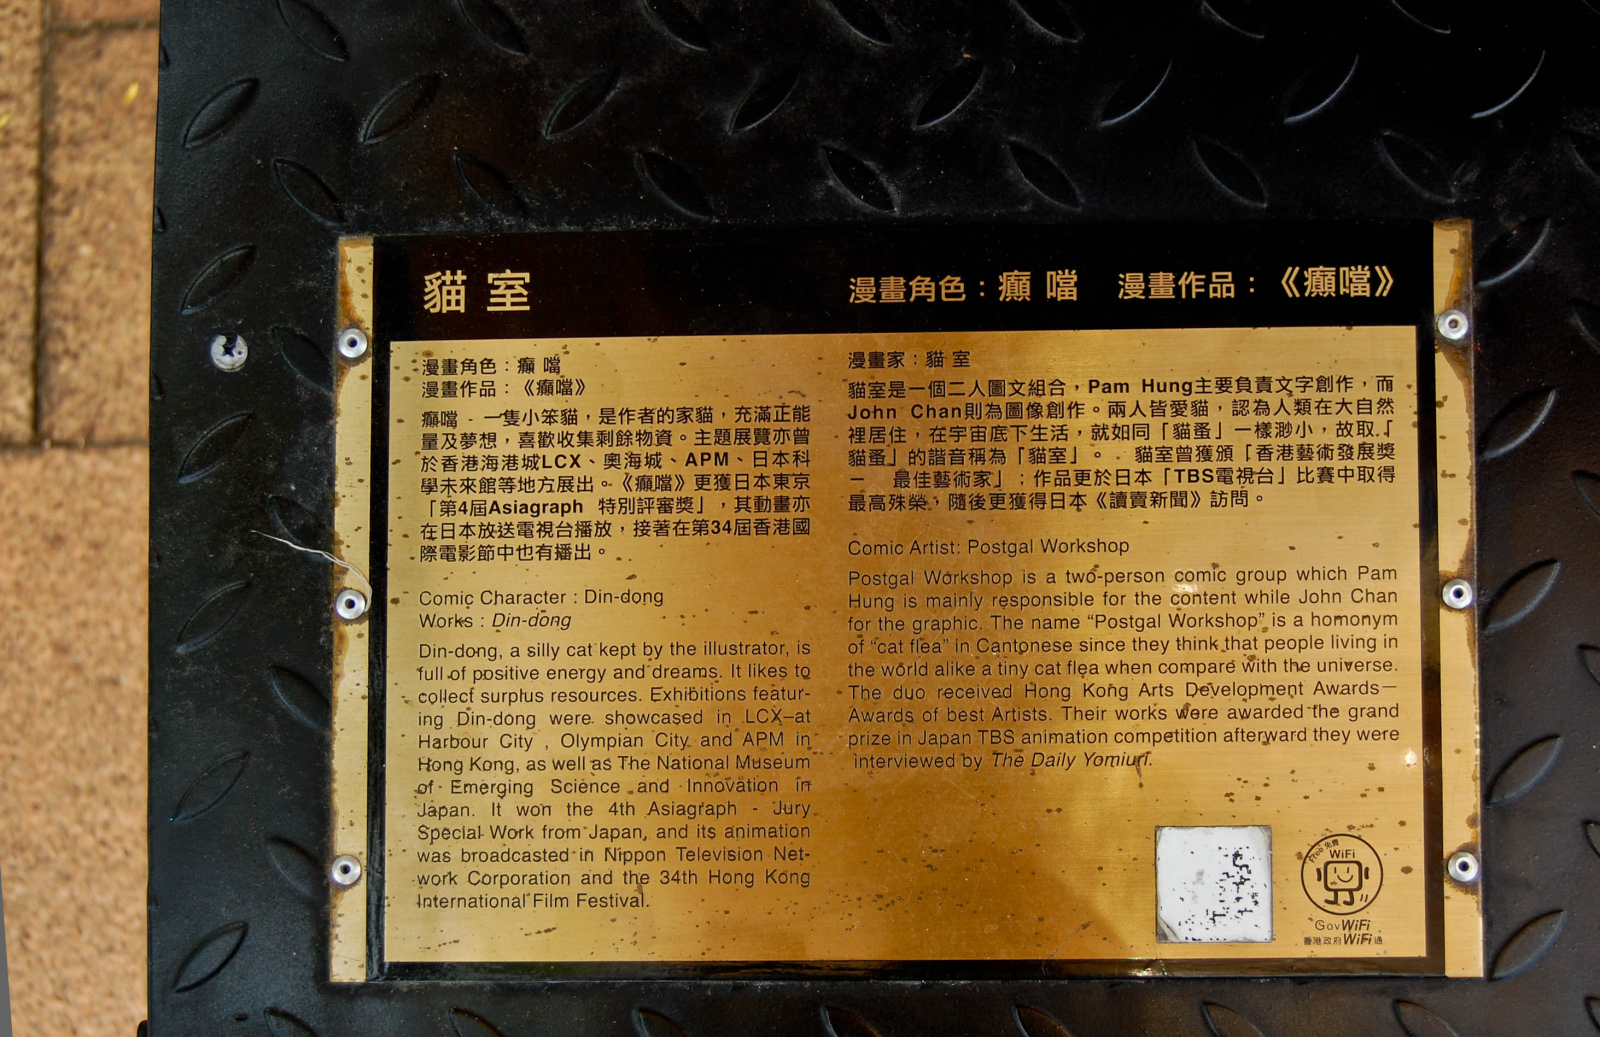 貓室
漫畫角色：癲噹　漫畫作品：《癲噹》
漫畫角色：癲 噹
漫畫作品：《癲噹》
癲噹 - 一隻小笨貓，是作者的家貓，充滿正能
量及夢想，喜歡收集剩餘物資。主題展覽亦曾
於香港海港城LCX、奧海城、APM、日本科
學未來館等地方展出。《癲噹》更獲日本東京
「第4屆Asiagraph 特別評審獎」，其動畫亦
在日本放送電視台播放，接著在第34屆香港國
際電影節中也有播出。
Comic Character : Din-dong
Works : Din-dong
Din-dong, a silly cat kept by the illustrator, is
full of positive energy and dreams. It likes to
collect surplus resources. Exhibitions featur-
ing Din-dong were showcased in LCX–at
Harbour City , Olympian City and APM in
Hong Kong, as well as The National Museum
of Emerging Science and Innovation in
Japan. It won the 4th Asiagraph - Jury
Special Work from Japan, and its animation
was broadcasted in Nippon Television Net-
work Corporation and the 34th Hong Kong
International Film Festival.
漫畫家：貓 室
貓室是一個二人圖文組合，Pam Hung主要負責文字創作，而
John Chan則為圖像創作。兩人皆愛貓，認為人類在大自然
裡居住，在宇宙底下生活，就如同「貓蚤」一樣渺小，故取「
貓蚤」的諧音稱為「貓室」。 貓室曾獲頒「香港藝術發展獎
－ 最佳藝術家」；作品更於日本「TBS電視台」比賽中取得
最高殊榮，隨後更獲得日本《讀賣新聞》訪問。
Comic Artist: Postgal Workshop
Postgal Workshop is a two-person comic group which Pam
Hung is mainly responsible for the content while John Chan
for the graphic. The name “Postgal Workshop” is a homonym
of “cat flea” in Cantonese since they think that people living in
the world alike a tiny cat flea when compare with the universe.
The duo received Hong Kong Arts Development Awards—
Awards of best Artists. Their works were awarded the grand
prize in Japan TBS animation competition afterward they were
interviewed by The Daily Yomiuri.
Free 免費
WiFi
GovWiFi
香港政府WiFi通